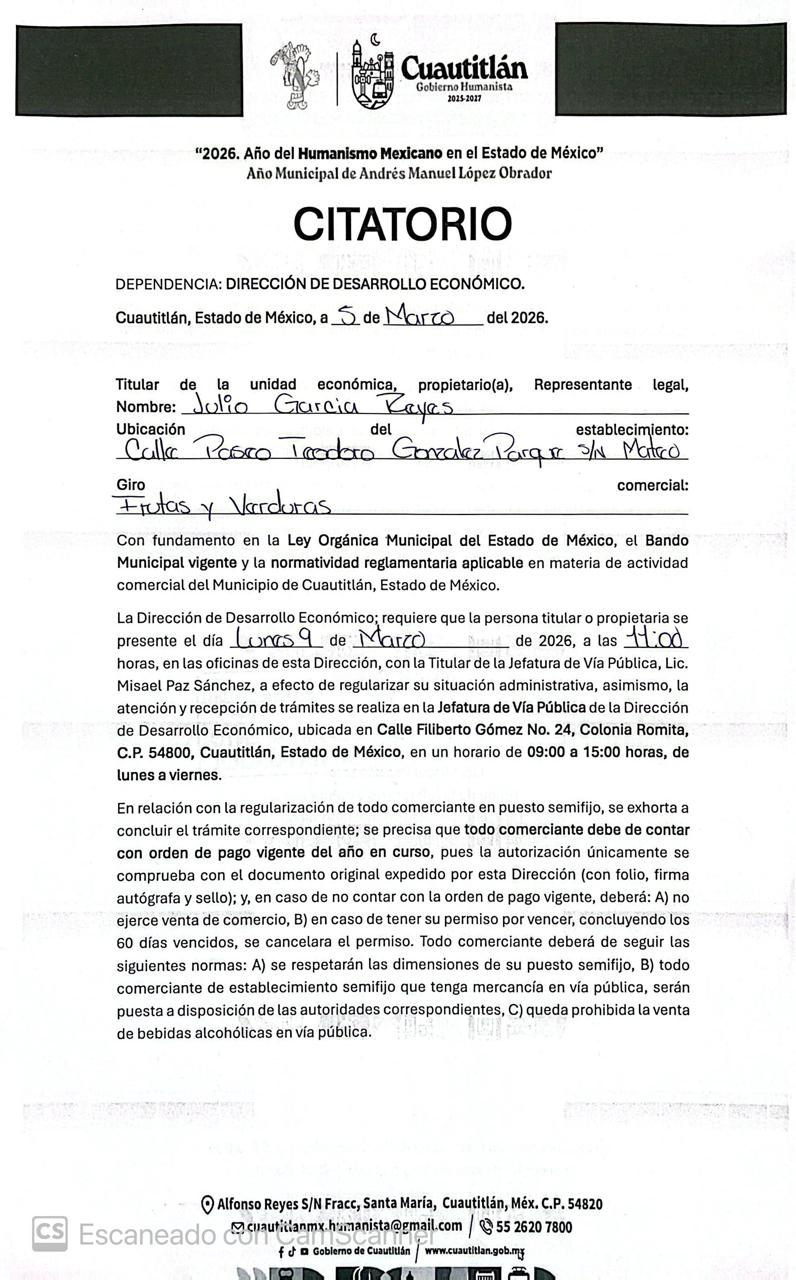 Cuautitlán
Gobierno Humanista
2025-2027
"2026. Año del Humanismo Mexicano en el Estado de México"
Año Municipal de Andrés Manuel López Obrador
CITATORIO
DEPENDENCIA: DIRECCIÓN DE DESARROLLO ECONÓMICO.
Cuautitlán, Estado de México, a 5 de Marzo del 2026.
Titular de la unidad económica, propietario(a), Representante legal,
Nombre: Julio Garcia Reyes
Ubicación del establecimiento:
Calle Paseo Teodoro Gonzalez Parque S/N Mateo
Giro comercial:
Frutas y Verduras
Con fundamento en la Ley Orgánica Municipal del Estado de México, el Bando
Municipal vigente y la normatividad reglamentaria aplicable en materia de actividad
comercial del Municipio de Cuautitlán, Estado de México.
La Dirección de Desarrollo Económico; requiere que la persona titular o propietaria se
presente el día Lunes 9 de Marzo de 2026, a las 11:00
horas, en las oficinas de esta Dirección, con la Titular de la Jefatura de Vía Pública, Lic.
Misael Paz Sánchez, a efecto de regularizar su situación administrativa, asimismo, la
atención y recepción de trámites se realiza en la Jefatura de Vía Pública de la Dirección
de Desarrollo Económico, ubicada en Calle Filiberto Gómez No. 24, Colonia Romita,
C.P. 54800, Cuautitlán, Estado de México, en un horario de 09:00 a 15:00 horas, de
lunes a viernes.
En relación con la regularización de todo comerciante en puesto semifijo, se exhorta a
concluir el trámite correspondiente; se precisa que todo comerciante debe de contar
con orden de pago vigente del año en curso, pues la autorización únicamente se
comprueba con el documento original expedido por esta Dirección (con folio, firma
autógrafa y sello); y, en caso de no contar con la orden de pago vigente, deberá: A) no
ejerce venta de comercio, B) en caso de tener su permiso por vencer, concluyendo los
60 días vencidos, se cancelara el permiso. Todo comerciante deberá de seguir las
siguientes normas: A) se respetarán las dimensiones de su puesto semifijo, B) todo
comerciante de establecimiento semifijo que tenga mercancía en vía pública, serán
puesta a disposición de las autoridades correspondientes, C) queda prohibida la venta
de bebidas alcohólicas en vía pública.
Alfonso Reyes S/N Fracc, Santa María, Cuautitlán, Méx. C.P. 54820
cuautitlanmx.humanista@gmail.com / 55 2620 7800
Gobierno de Cuautitlán / www.cuautitlan.gob.mx
CS Escaneado con CamScanner